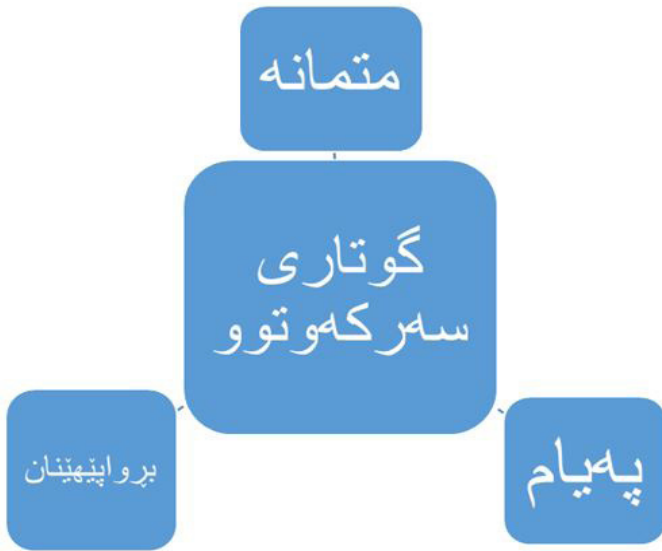 متمانە
گوتاری
سەرکەوتوو
پەیام
بڕواپێهێنان